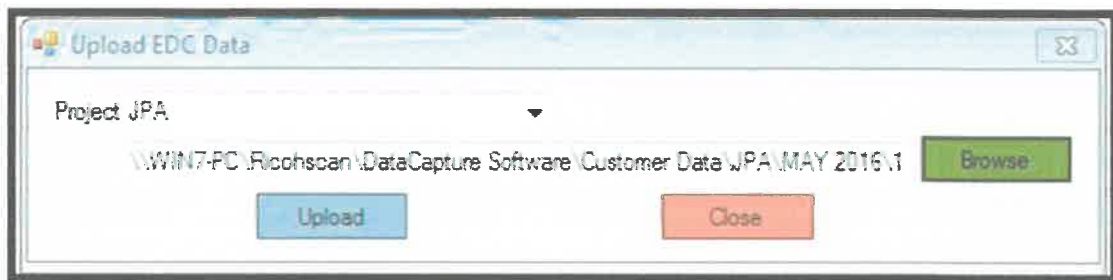 Upload EDC Data
Project JPA
\\WIN7-PC\Ricohscan\DataCapture Software\Customer Data\JPA\MAY 2016\1 Browse
Upload Close